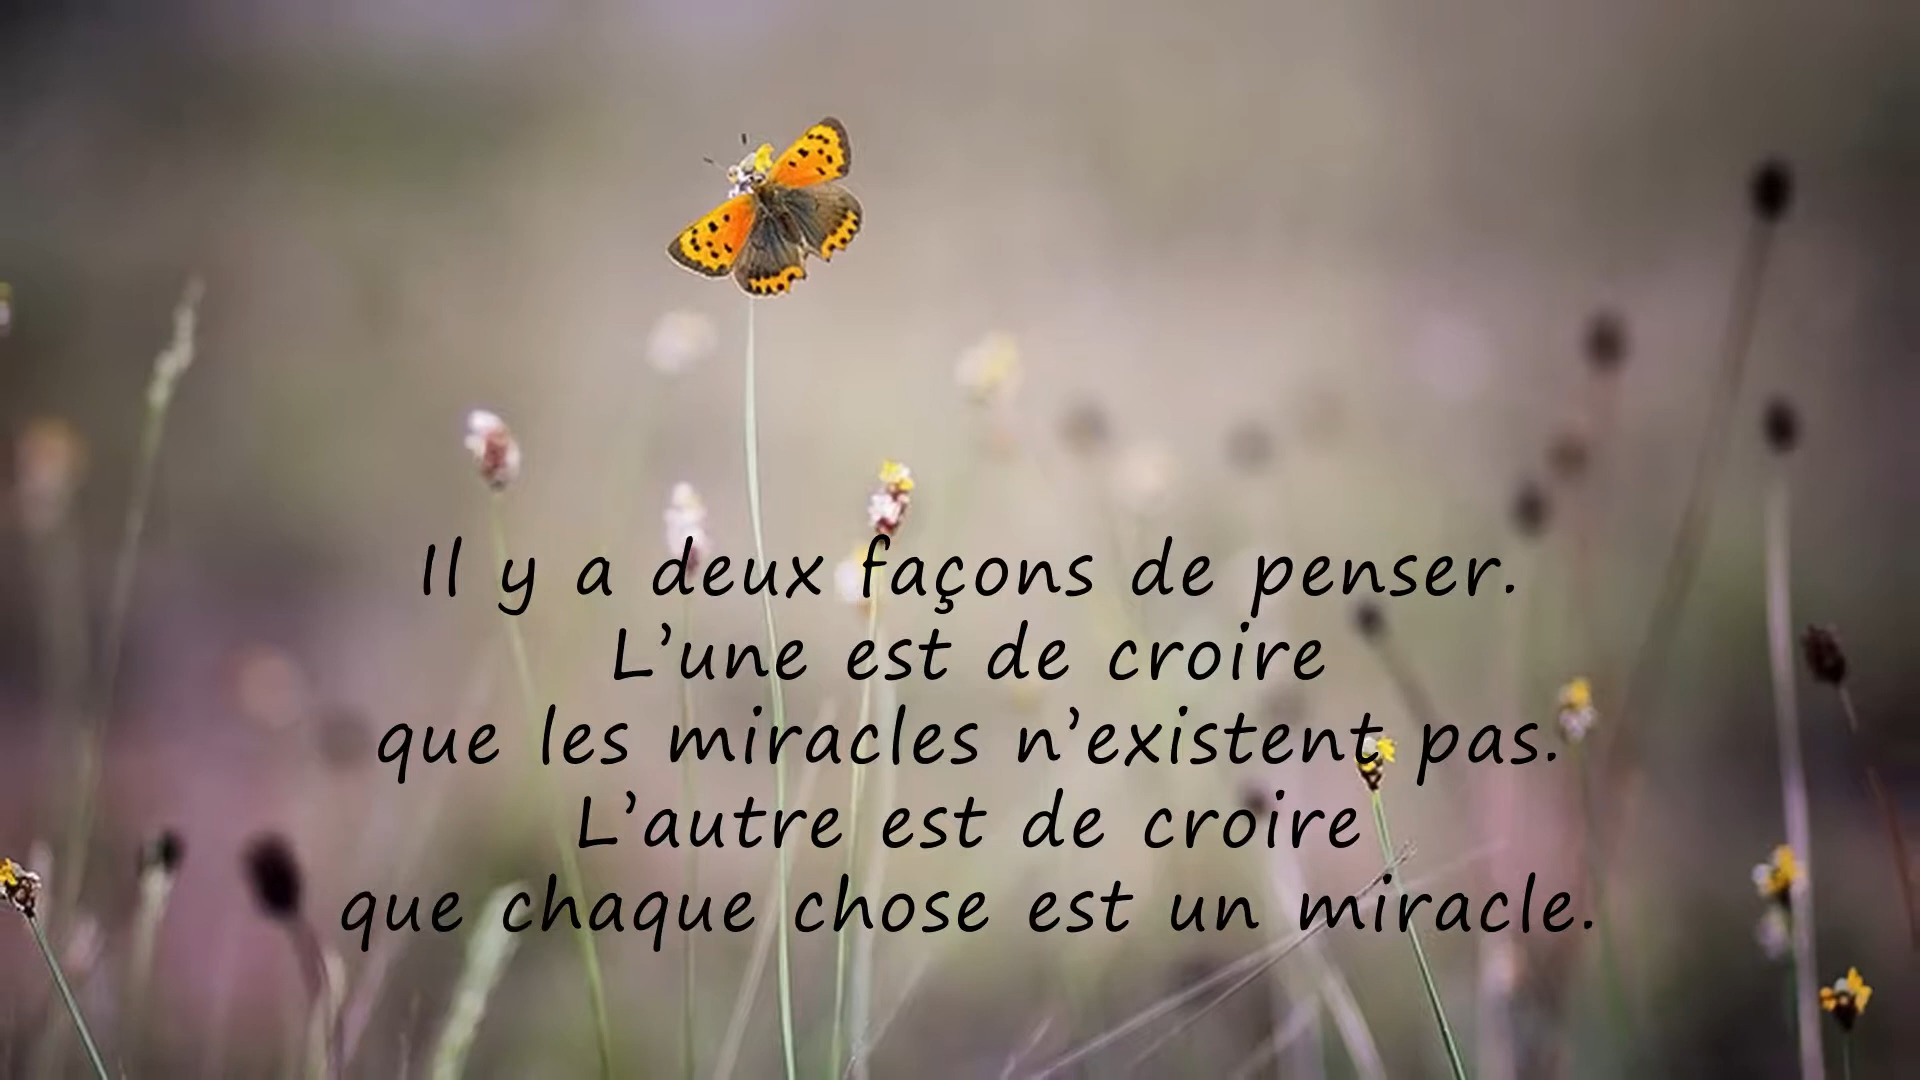 Il y a deux façons de penser.
L’une est de croire
que les miracles n’existent pas.
L’autre est de croire
que chaque chose est un miracle.